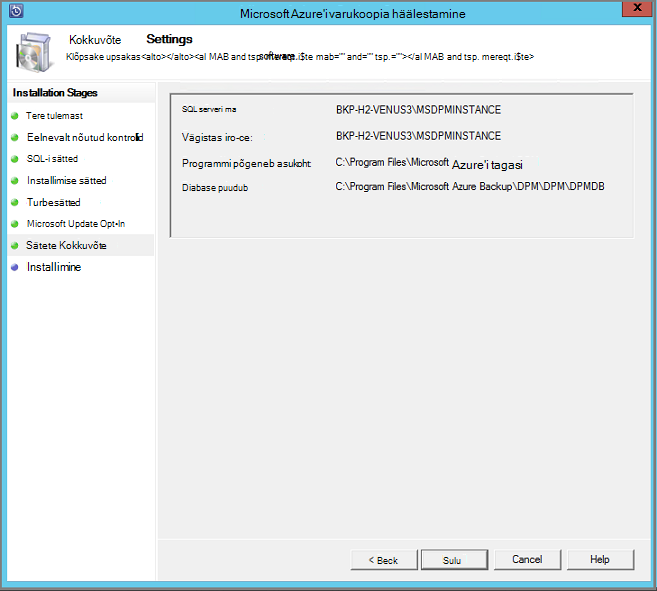 Microsoft Azure'i varukoopia häälestamine
Kokkuvõte Settings
Klõpsake upsakas<alto></alto><al MAB and tsp. mereqt.i$te mab="" and="" tsp.=""></al MAB and tsp. mereqt.i$te>
Installation Stages
Tere tulemast
Eelnevalt nõutud kontrollid
SQL-i sätted
Installimise sätted
Turbesätted
Microsoft Update Opt-In
Sätete Kokkuvõte
Installimine
SQL serveri ma BKP-H2-VENUS3\MSDPMINSTANCE
Vägistas iro-ce: BKP-H2-VENUS3\MSDPMINSTANCE
Programmi põgeneb asukoht: C:\Program Files\Microsoft Azure'i tagasi
Diabase puudub C:\Program Files\Microsoft Azure Backup\DPM\DPM\DPMDB
< Beck Sulu Cancel Help